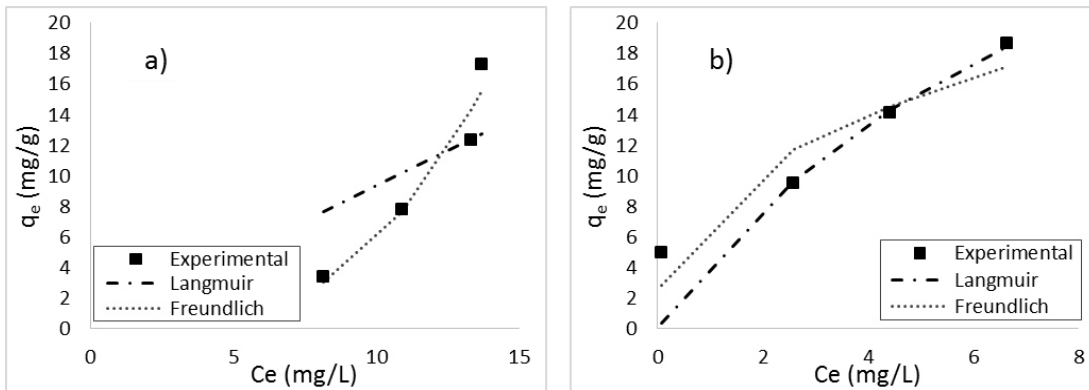 a)
qe (mg/g)
20
18
16
14
12
10
8
6
4
2
0
Experimental
Langmuir
Freundlich
0 5 10 15
Ce (mg/L)
b)
qe (mg/g)
20
18
16
14
12
10
8
6
4
2
0
Experimental
Langmuir
Freundlich
0 2 4 6 8
Ce (mg/L)